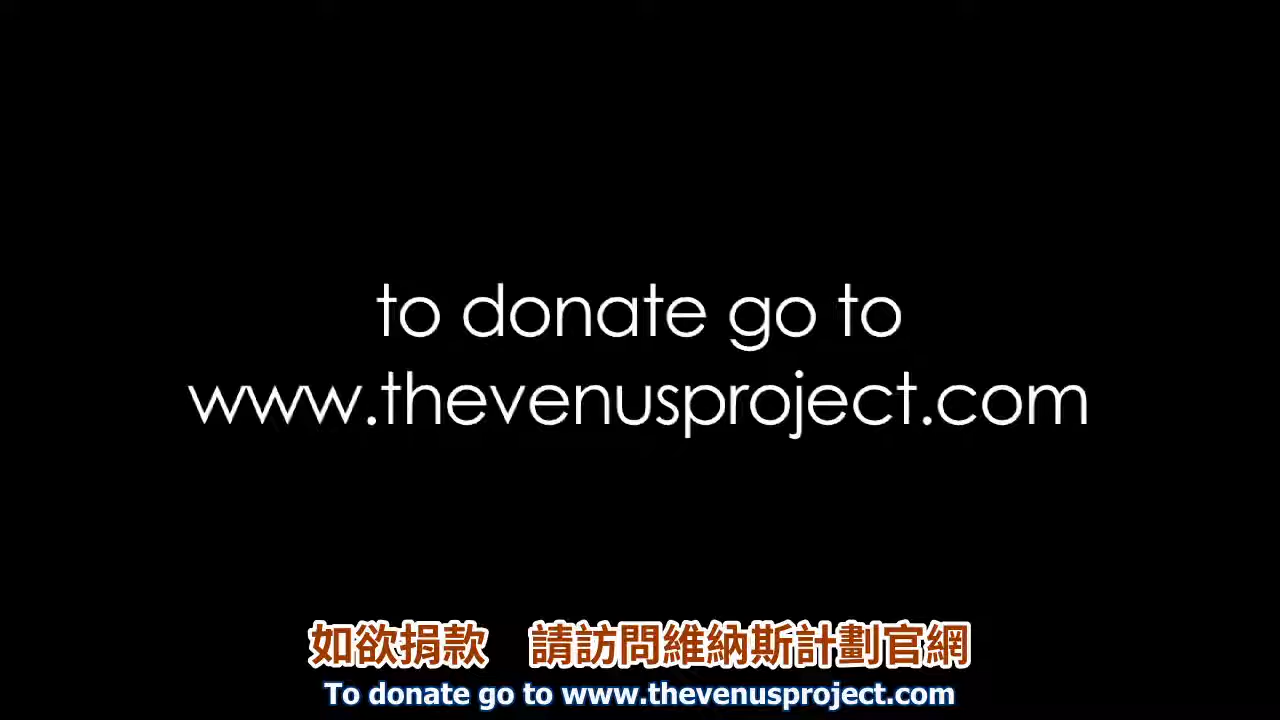 to donate go to
www.thevenusproject.com
如欲捐款 請訪問維納斯計劃官網
To donate go to www.thevenusproject.com